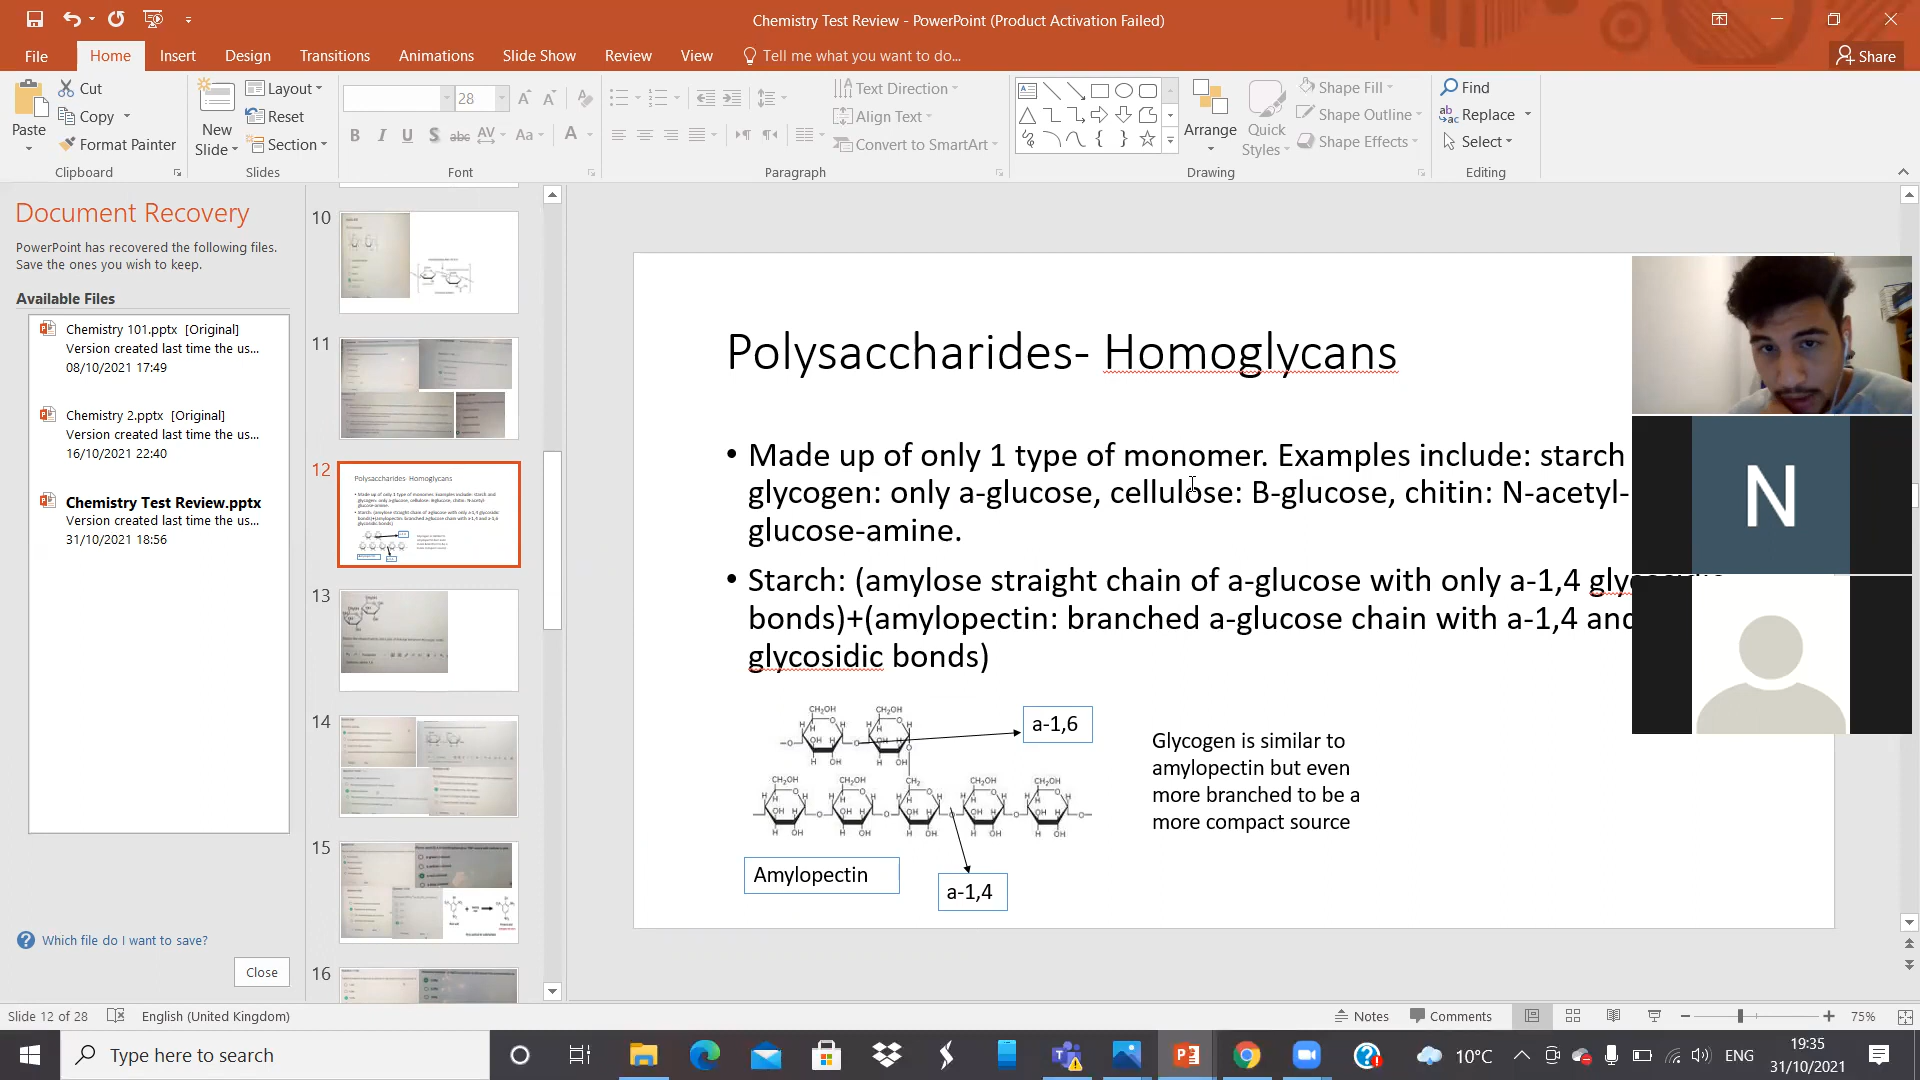 Chemistry Test Review - PowerPoint (Product Activation Failed)
File Home Insert Design Transitions Animations Slide Show Review View Tell me what you want to do... Share
Paste
Cut
Copy
Format Painter
Clipboard
New Slide
Layout
Reset
Section
Slides
28
Font
Text Direction
Align Text
Convert to SmartArt
Paragraph
Arrange
Quick Styles
Shape Fill
Shape Outline
Shape Effects
Drawing
Find
Replace
Select
Editing
Document Recovery
PowerPoint has recovered the following files.
Save the ones you wish to keep.
Available Files
Chemistry 101.pptx [Original]
Version created last time the us...
08/10/2021 17:49
Chemistry 2.pptx [Original]
Version created last time the us...
16/10/2021 22:40
Chemistry Test Review.pptx
Version created last time the us...
31/10/2021 18:56
Which file do I want to save?
Close
10
11
12
13
14
15
16
Polysaccharides- Homoglycans
• Made up of only 1 type of monomer. Examples include: starch
glycogen: only a-glucose, cellulose: B-glucose, chitin: N-acetyl-
glucose-amine.
• Starch: (amylose straight chain of a-glucose with only a-1,4
bonds)+(amylopectin: branched a-glucose chain with a-1,4 and
glycosidic bonds)
a-1,6
Amylopectin
a-1,4
Glycogen is similar to
amylopectin but even
more branched to be a
more compact source
N
Slide 12 of 28 English (United Kingdom) Notes Comments 75%
Type here to search 10°C ENG
19:35
31/10/2021